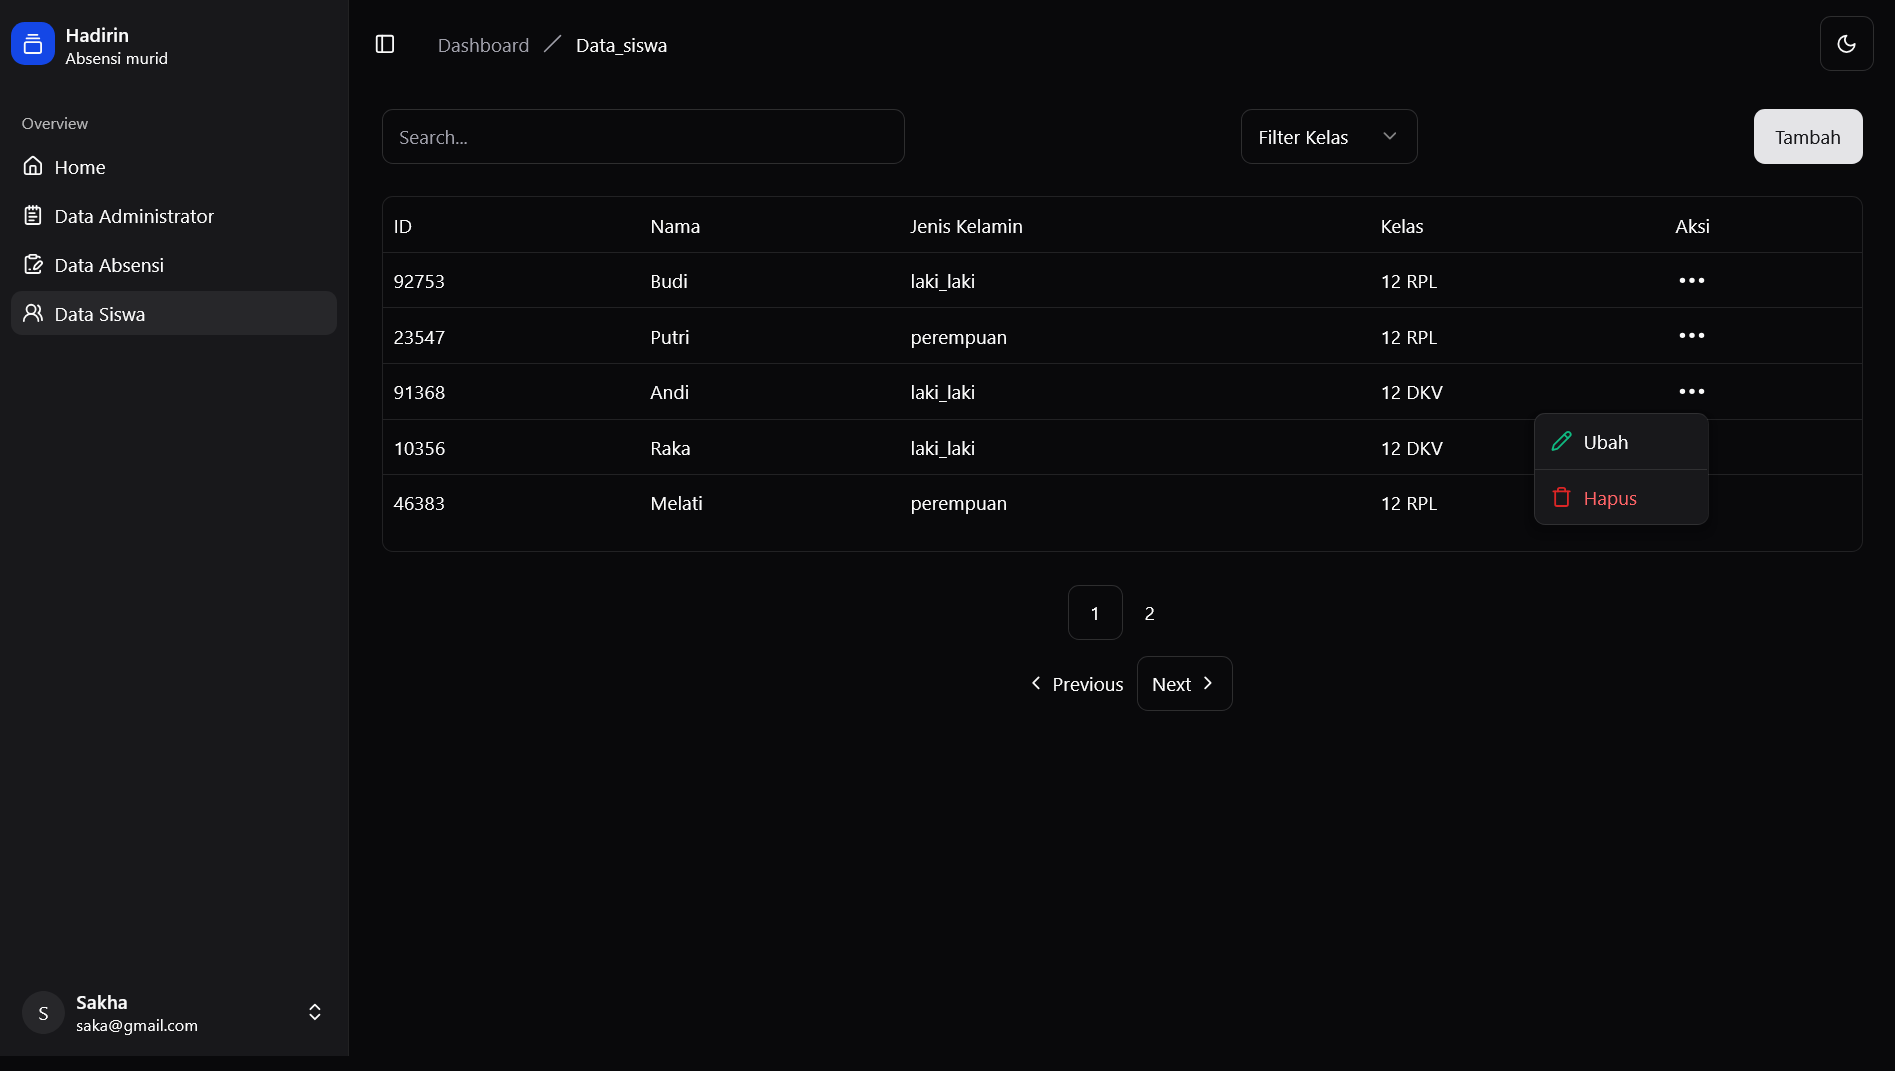 Hadirin
Absensi murid
Overview
Home
Data Administrator
Data Absensi
Data Siswa
S
Sakha
saka@gmail.com
Dashboard / Data_siswa
Search...
Filter Kelas
Tambah
ID Nama Jenis Kelamin Kelas Aksi
92753 Budi laki_laki 12 RPL
23547 Putri perempuan 12 RPL
91368 Andi laki_laki 12 DKV
10356 Raka laki_laki 12 DKV
46383 Melati perempuan 12 RPL
Ubah
Hapus
1 2
Previous Next